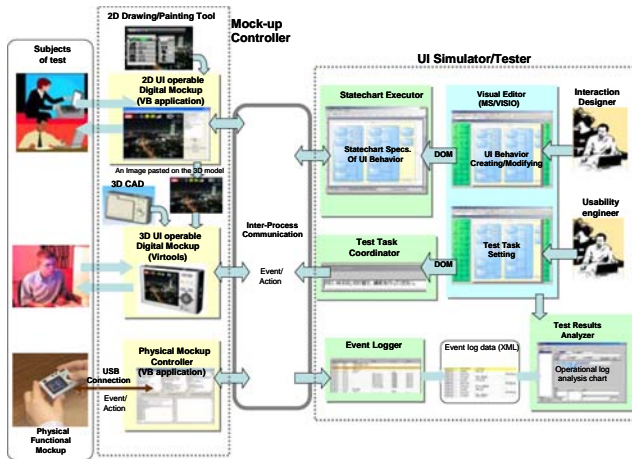 2D Drawing/Painting Tool
Mock-up
Controller
Subjects
of test
2D UI operable
Digital Mockup
(VB application)
An Image pasted on the 3D model
3D CAD
3D UI operable
Digital Mockup
(Virtools)
Physical Mockup
Controller
(VB application)
USB
Connection
Event/
Action
Physical
Functional
Mockup
Inter-Process
Communication
Event/
Action
UI Simulator/Tester
Statechart Executor
Statechart Specs.
Of UI Behavior
DOM
Visual Editor
(MS/VISIO)
UI Behavior
Creating/Modifying
Interaction
Designer
Usability
engineer
Test Task
Coordinator
DOM
Test Task
Setting
Event Logger
Event log data (XML)
Test Results
Analyzer
Operational log
analysis chart